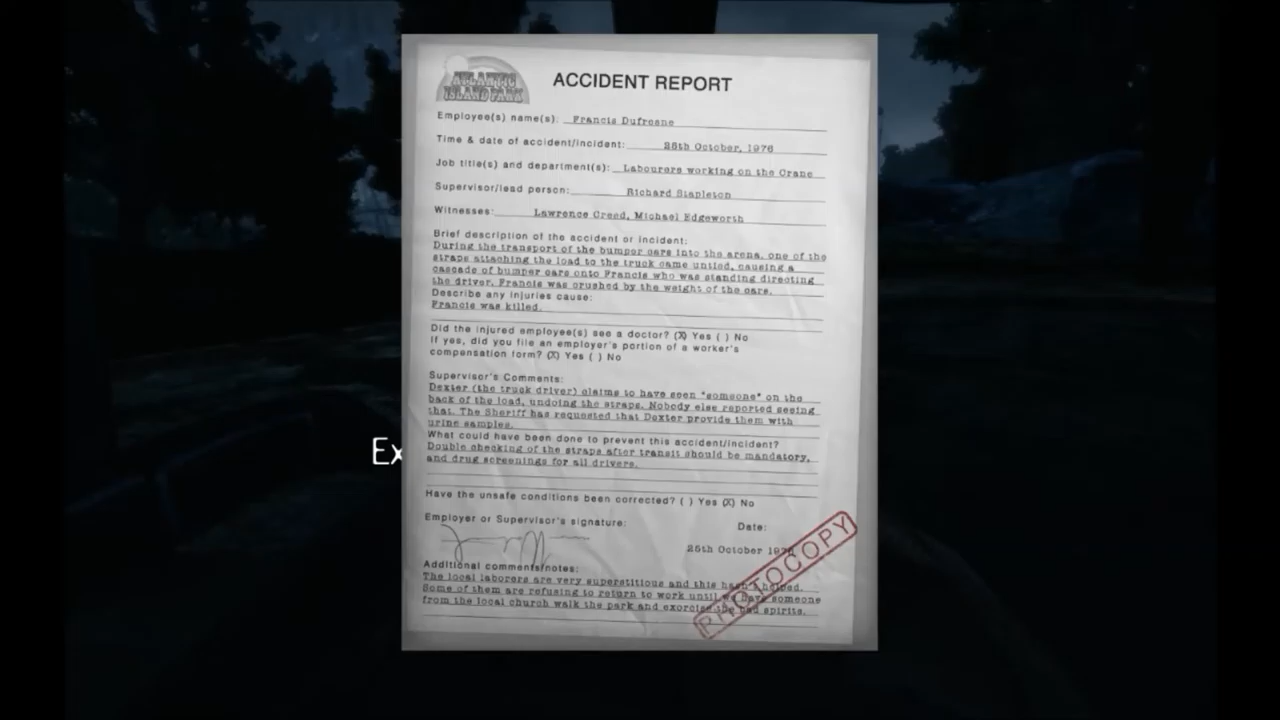 ATLANTIC
ISLAND PARK
ACCIDENT REPORT
Employee(s) name(s): Francis Dufresne
Time & date of accident/incident: 25th October, 1976
Job title(s) and department(s): Labourers working on the Crane
Supervisor/lead person: Richard Stapleton
Witnesses: Lawrence Creed, Michael Edgeworth
Brief description of the accident or incident:
During the transport of the bumper cars into the arena, one of the
straps attaching the load to the truck came untied, causing a
cascade of bumper cars onto Francis who was standing directing
the driver. Francis was crushed by the weight of the cars.
Describe any injuries cause:
Francis was killed.
Did the injured employee(s) see a doctor? (X) Yes ( ) No
If yes, did you file an employer's portion of a worker's
compensation form? (X) Yes ( ) No
Supervisor's Comments:
Dexter (the truck driver) claims to have seen "someone" on the
back of the load, undoing the straps. Nobody else reported seeing
that. The Sheriff has requested that Dexter provide them with
urine samples.
What could have been done to prevent this accident/incident?
Double checking of the straps after transit should be mandatory,
and drug screenings for all drivers.
Ex
Have the unsafe conditions been corrected? ( ) Yes (X) No
Employer or Supervisor's signature: Date:
25th October 1976
PHOTOCOPY
Additional comments/notes:
The local laborers are very superstitious and this hasn't helped.
Some of them are refusing to return to work until we have someone
from the local church walk the park and exorcise the bad spirits.